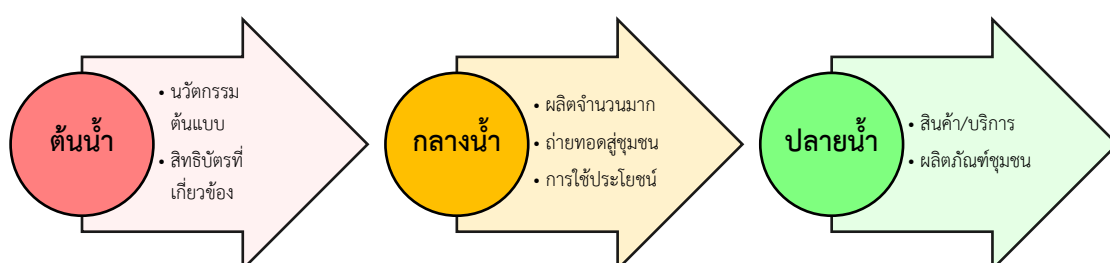 ต้นน้ำ
• นวัตกรรม
ต้นแบบ
• สิทธิบัตรที่
เกี่ยวข้อง
กลางน้ำ
• ผลิตจำนวนมาก
• ถ่ายทอดสู่ชุมชน
• การใช้ประโยชน์
ปลายน้ำ
• สินค้า/บริการ
• ผลิตภัณฑ์ชุมชน